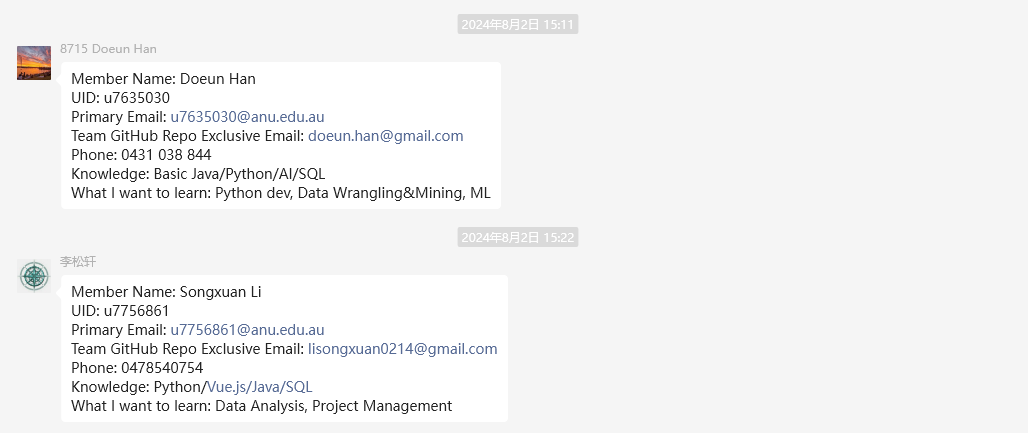 2024年8月2日 15:11
8715 Doeun Han
Member Name: Doeun Han
UID: u7635030
Primary Email: u7635030@anu.edu.au
Team GitHub Repo Exclusive Email: doeun.han@gmail.com
Phone: 0431 038 844
Knowledge: Basic Java/Python/AI/SQL
What I want to learn: Python dev, Data Wrangling&Mining, ML
2024年8月2日 15:22
李松轩
Member Name: Songxuan Li
UID: u7756861
Primary Email: u7756861@anu.edu.au
Team GitHub Repo Exclusive Email: lisongxuan0214@gmail.com
Phone: 0478540754
Knowledge: Python/Vue.js/Java/SQL
What I want to learn: Data Analysis, Project Management